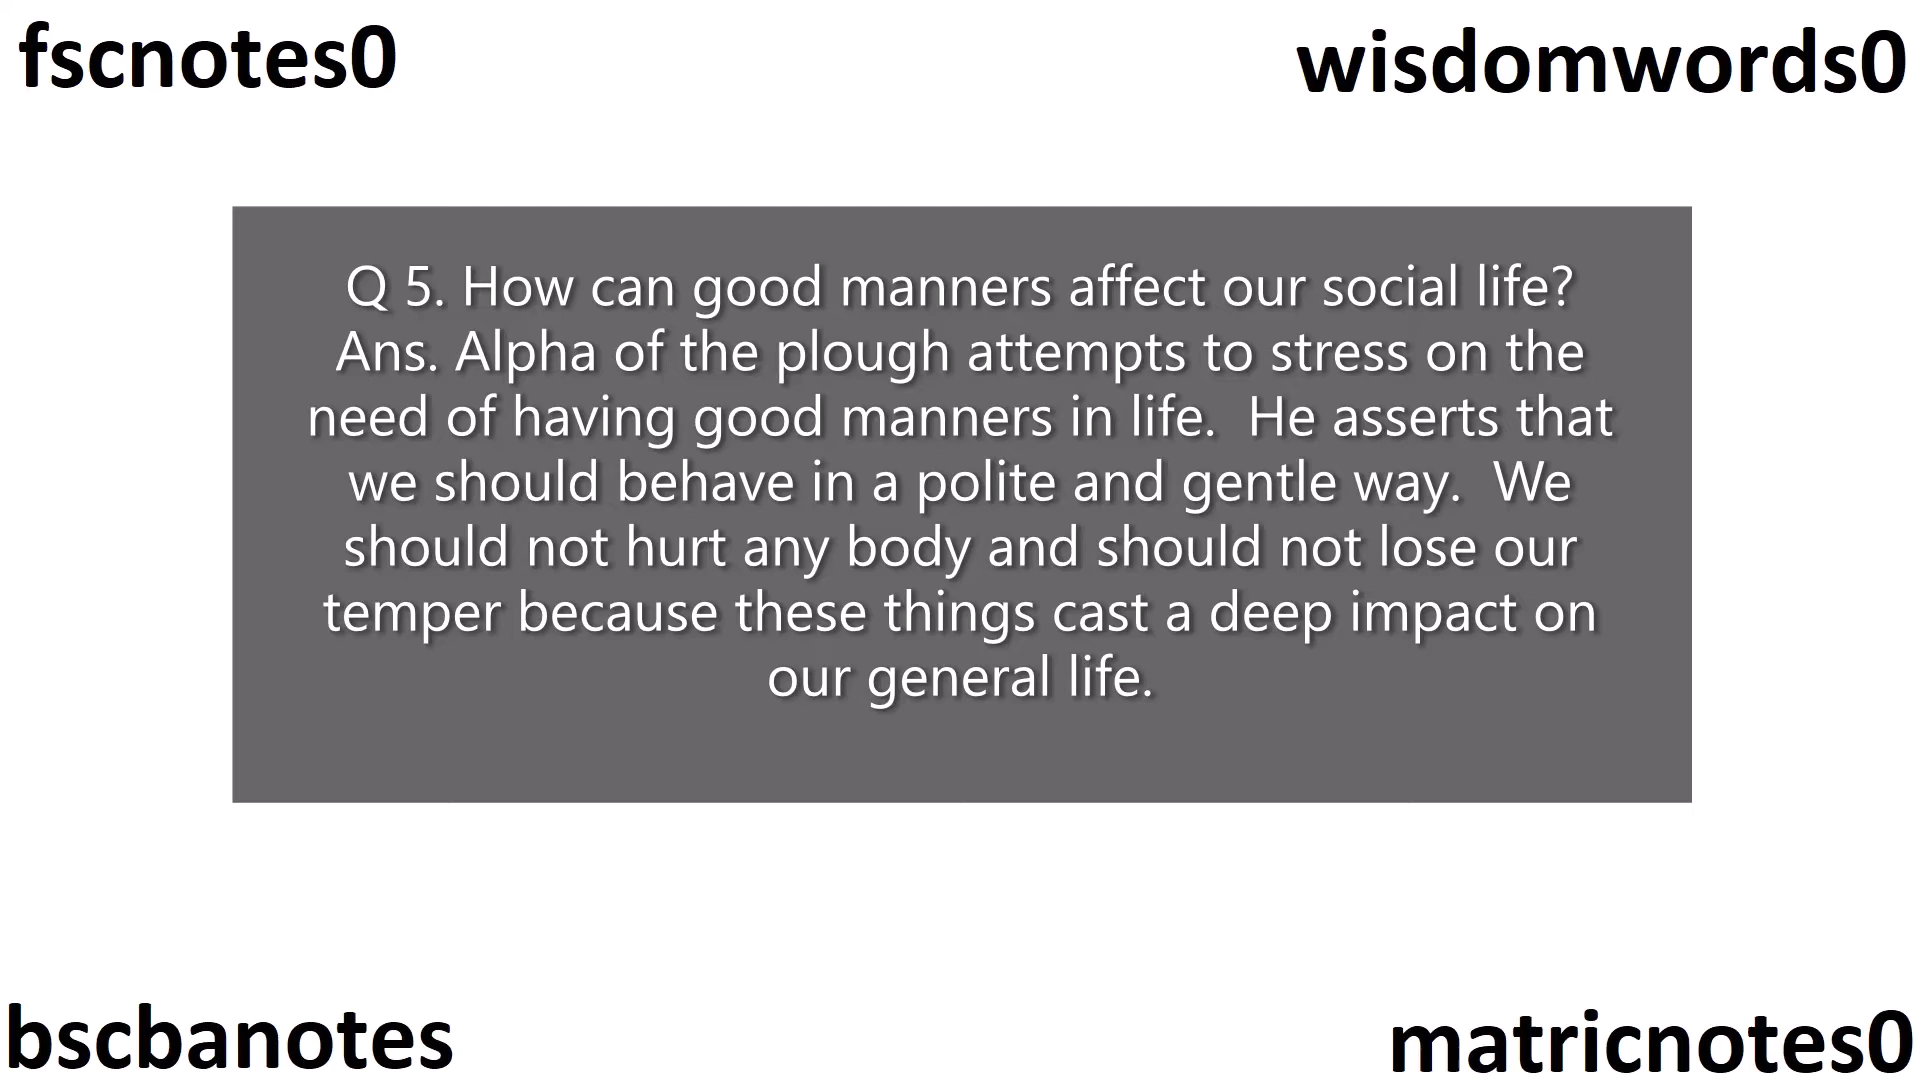 fscnotes0
wisdomwords0
Q 5. How can good manners affect our social life?
Ans. Alpha of the plough attempts to stress on the
need of having good manners in life.  He asserts that
we should behave in a polite and gentle way.  We
should not hurt any body and should not lose our
temper because these things cast a deep impact on
our general life.
bscbanotes
matricnotes0